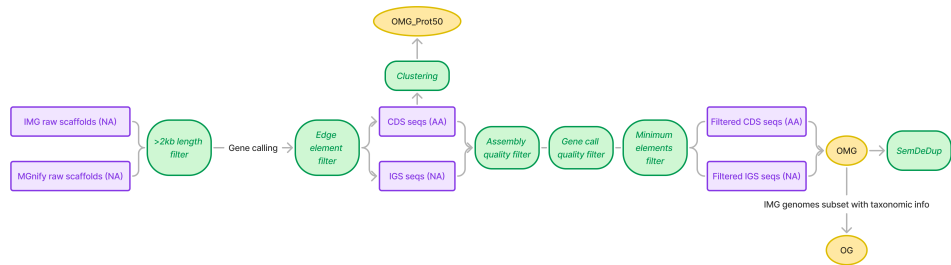 OMG_Prot50
Clustering
IMG raw scaffolds (NA)
MGnify raw scaffolds (NA)
>2kb length
filter
Gene calling
Edge
element
filter
CDS seqs (AA)
IGS seqs (NA)
Assembly
quality filter
Gene call
quality filter
Minimum
elements
filter
Filtered CDS seqs (AA)
Filtered IGS seqs (NA)
OMG
SemDeDup
IMG genomes subset with taxonomic info
OG